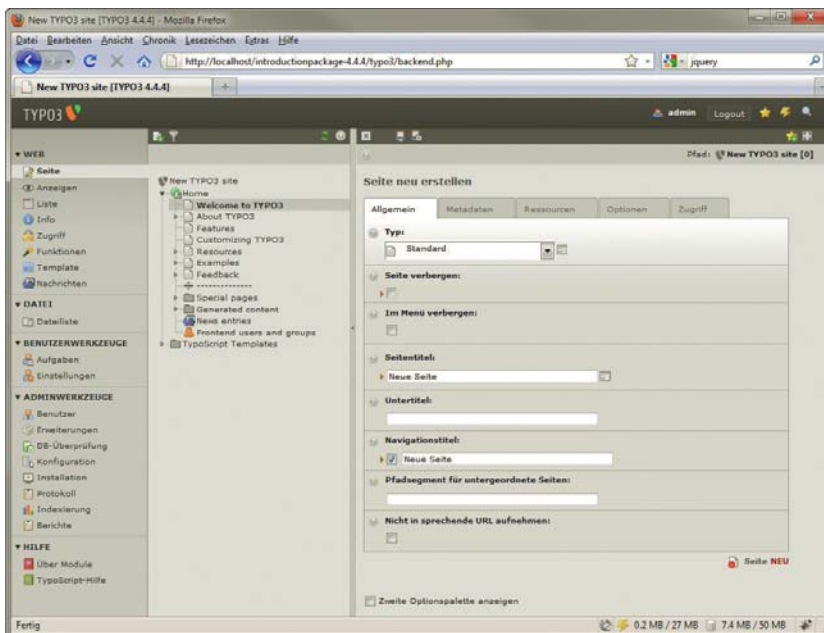 New TYPO3 site [TYPO3 4.4.4] - Mozilla Firefox
Datei Bearbeiten Ansicht Chronik Lesezeichen Extras Hilfe
http://localhost/introductionpackage-4.4.4/typo3/backend.php
jquery
New TYPO3 site [TYPO3 4.4.4]
TYPO3
admin Logout
WEB
Seite
Anzeigen
Liste
Info
Zugriff
Funktionen
Template
Nachrichten
DATEI
Dateiliste
BENUTZERWERKZEUGE
Aufgaben
Einstellungen
ADMINWERKZEUGE
Benutzer
Erweiterungen
DB-Überprüfung
Konfiguration
Installation
Protokoll
Indexierung
Berichte
HILFE
Über Module
TypoScript-Hilfe
New TYPO3 site
Home
Welcome to TYPO3
About TYPO3
Features
Customizing TYPO3
Resources
Examples
Feedback
--------------
Special pages
Generated content
News entries
Frontend users and groups
TypoScript Templates
Pfad: New TYPO3 site [0]
Seite neu erstellen
Allgemein Metadaten Ressourcen Optionen Zugriff
Typ:
Standard
Seite verbergen:
Im Menü verbergen:
Seitentitel:
Neue Seite
Untertitel:
Navigationstitel:
Neue Seite
Pfadsegment für untergeordnete Seiten:
Nicht in sprechende URL aufnehmen:
Seite NEU
Zweite Optionspalette anzeigen
Fertig
0.2 MB / 27 MB 7.4 MB / 50 MB